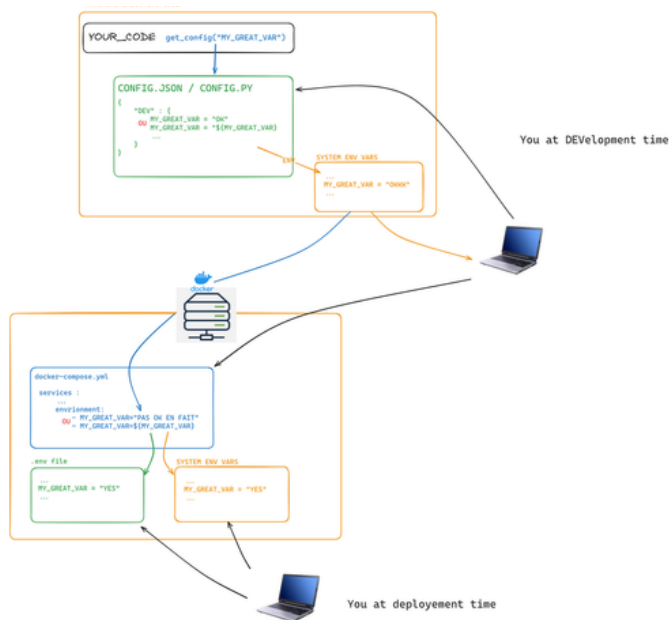 YOUR_CODE get_config("MY_GREAT_VAR")
CONFIG.JSON / CONFIG.PY
{
"DEV" : {
MY_GREAT_VAR = "OK"
OU
MY_GREAT_VAR = "${MY_GREAT_VAR}
...
}
}
ENV
SYSTEM ENV VARS
...
MY_GREAT_VAR = "OKKK"
...
You at DEVelopment time
docker
docker-compose.yml
services :
...
envrionment:
- MY_GREAT_VAR="PAS OK EN FAIT"
OU
- MY_GREAT_VAR=${MY_GREAT_VAR}
.env file
...
MY_GREAT_VAR = "YES"
...
SYSTEM ENV VARS
...
MY_GREAT_VAR = "YES"
...
You at deployement time